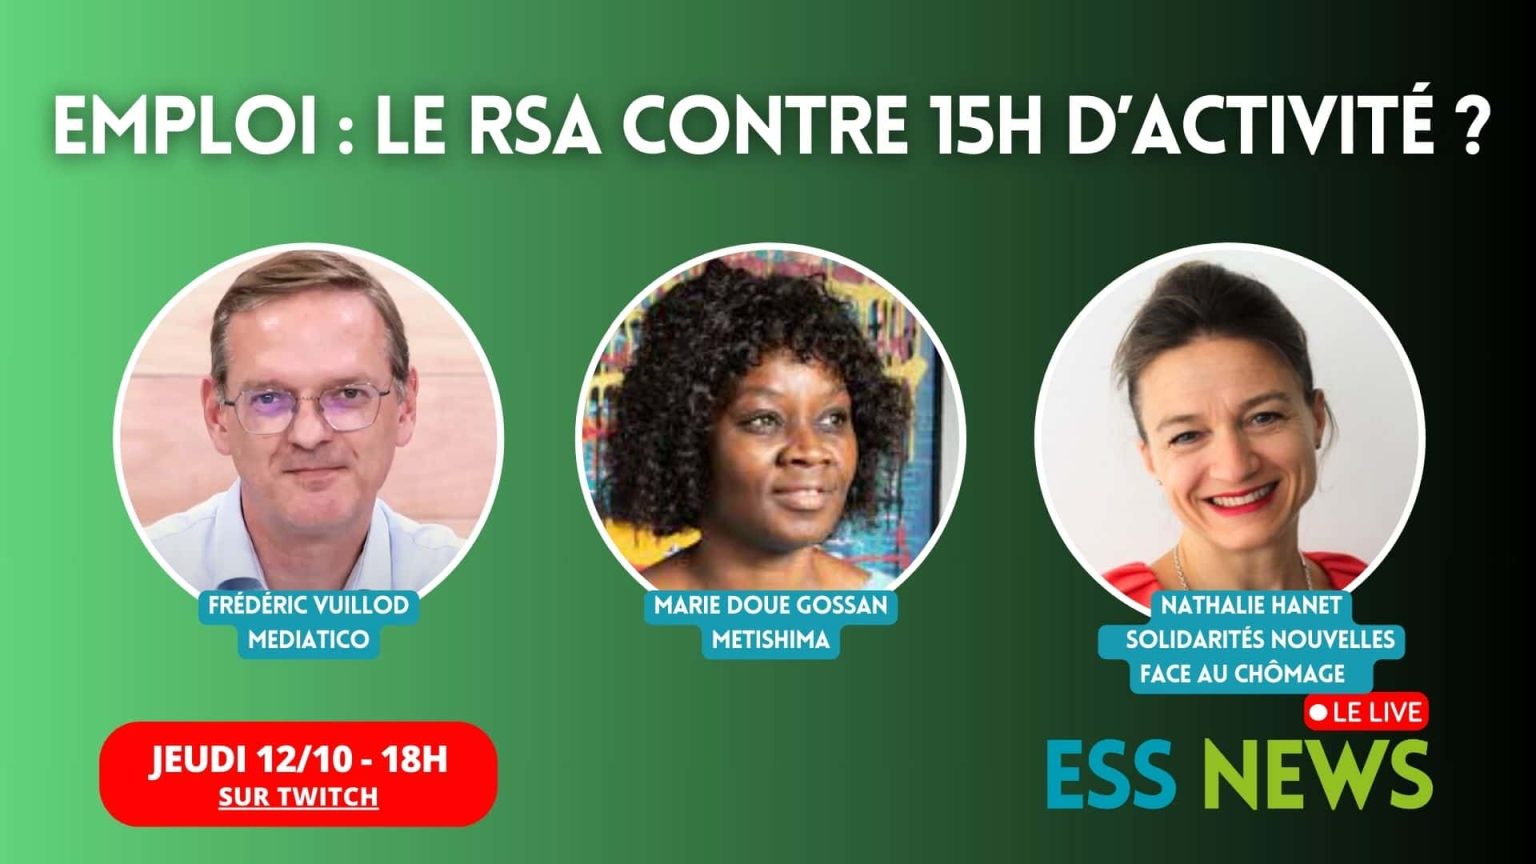 EMPLOI : LE RSA CONTRE 15H D'ACTIVITÉ ?
FRÉDÉRIC VUILLOD
MEDIATICO
MARIE DOUE GOSSAN
METISHIMA
NATHALIE HANET
SOLIDARITÉS NOUVELLES
FACE AU CHÔMAGE
JEUDI 12/10 - 18H
SUR TWITCH
LE LIVE
ESS NEWS